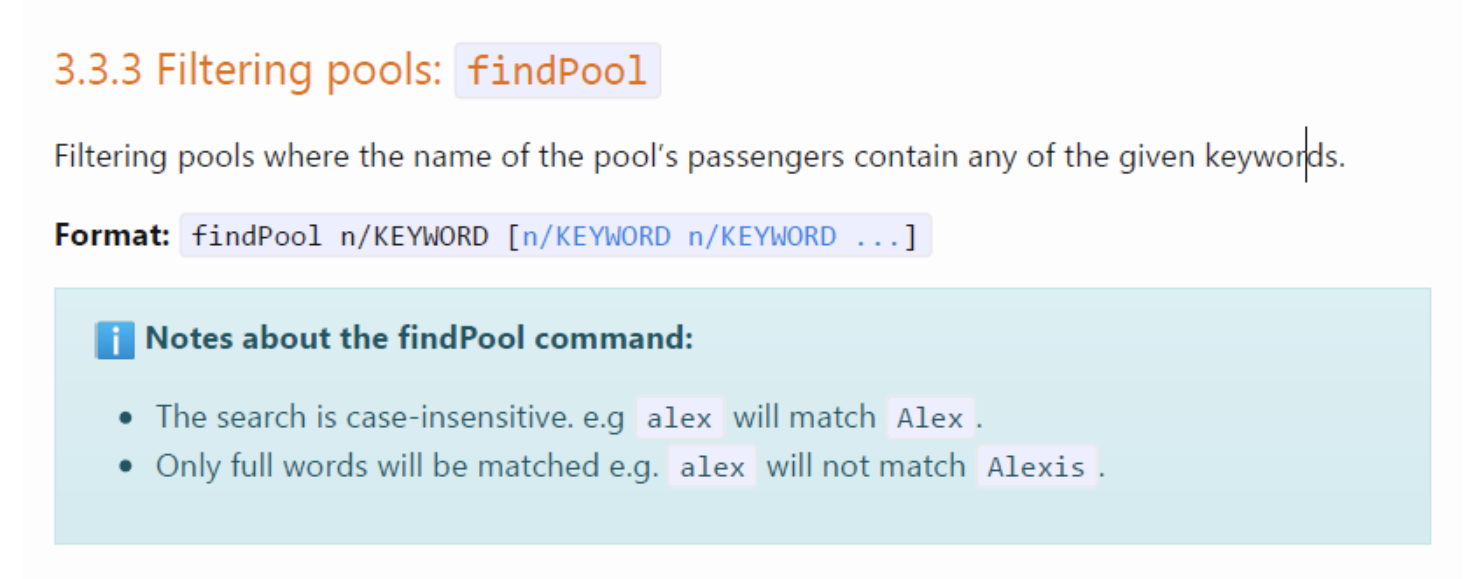 3.3.3 Filtering pools: findPool
Filtering pools where the name of the pool’s passengers contain any of the given keywords.
Format: findPool n/KEYWORD [n/KEYWORD n/KEYWORD ...]
i Notes about the findPool command:
• The search is case-insensitive. e.g alex will match Alex.
• Only full words will be matched e.g. alex will not match Alexis.